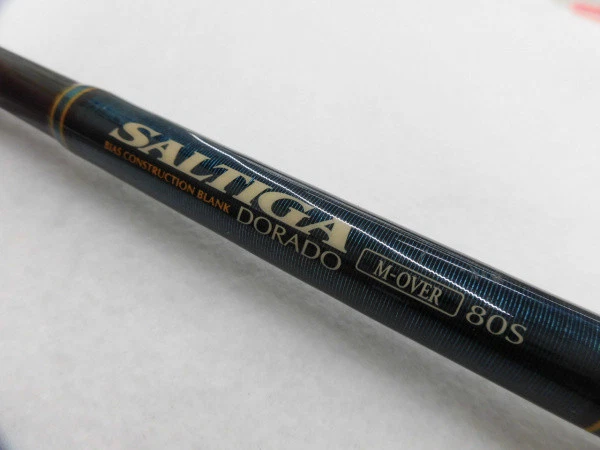 SALTIGA
BIAS CONSTRUCTION BLANK
DORADO M-OVER 80S